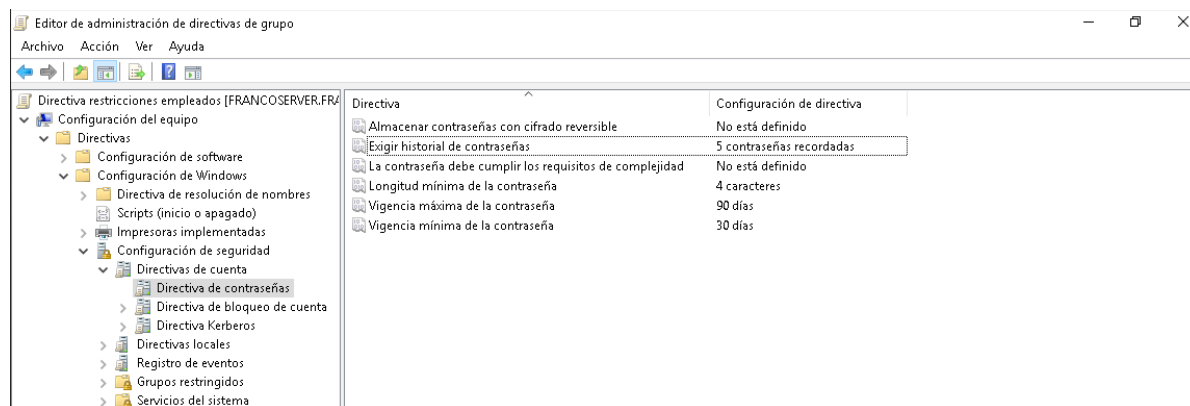 Editor de administración de directivas de grupo
Archivo Acción Ver Ayuda
Directiva restricciones empleados [FRANCOSERVER.FRA
Configuración del equipo
Directivas
Configuración de software
Configuración de Windows
Directiva de resolución de nombres
Scripts (inicio o apagado)
Impresoras implementadas
Configuración de seguridad
Directivas de cuenta
Directiva de contraseñas
Directiva de bloqueo de cuenta
Directiva Kerberos
Directivas locales
Registro de eventos
Grupos restringidos
Servicios del sistema
Directiva Configuración de directiva
Almacenar contraseñas con cifrado reversible No está definido
Exigir historial de contraseñas 5 contraseñas recordadas
La contraseña debe cumplir los requisitos de complejidad No está definido
Longitud mínima de la contraseña 4 caracteres
Vigencia máxima de la contraseña 90 días
Vigencia mínima de la contraseña 30 días